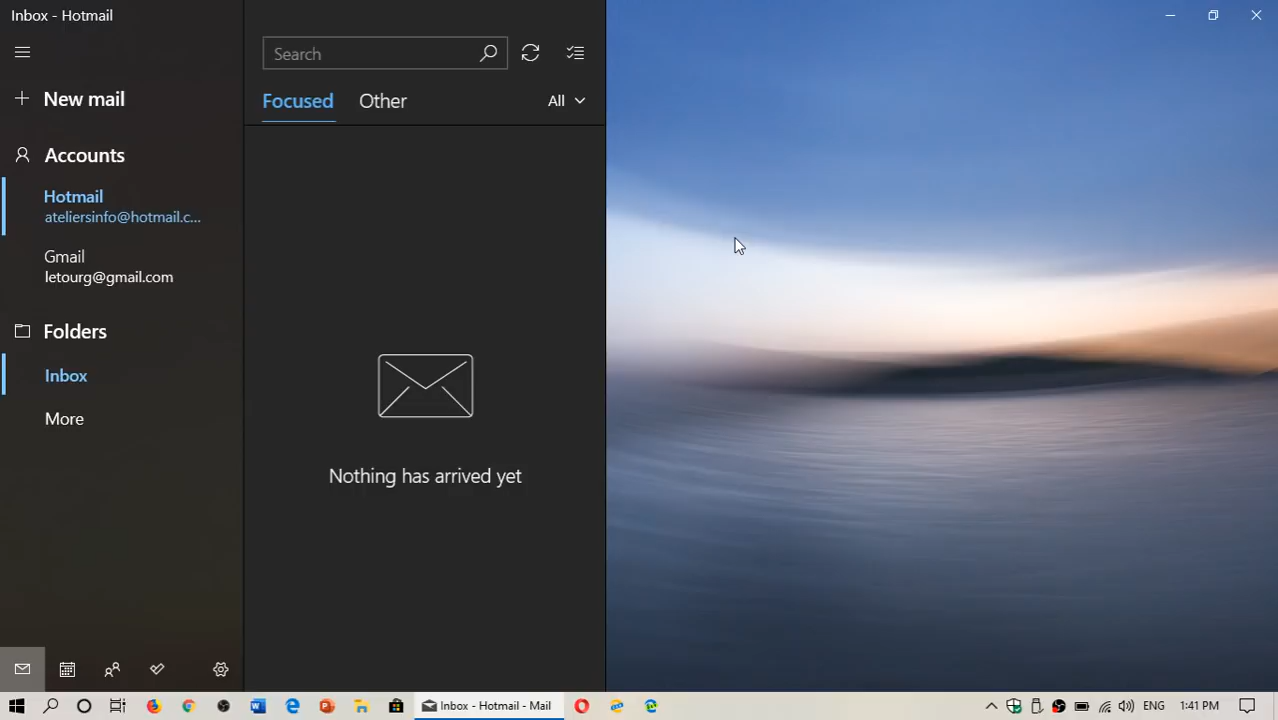 Inbox - Hotmail
New mail
Accounts
Hotmail
ateliersinfo@hotmail.c...
Gmail
letourg@gmail.com
Folders
Inbox
More
Search
Focused
Other
All
Nothing has arrived yet
Inbox - Hotmail - Mail
ENG
1:41 PM